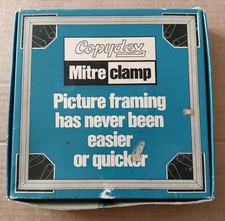 Copydex
Mitre clamp
Picture framing
has never been
easier
or quicker